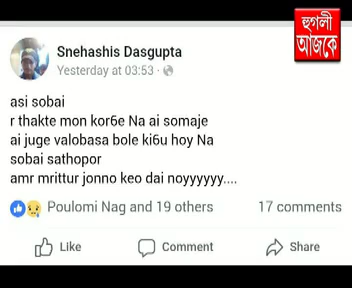 হুগলী
আজকে
Snehashis Dasgupta
Yesterday at 03:53 ·
asi sobai
r thakte mon kor6e Na ai somaje
ai juge valobasa bole ki6u hoy Na
sobai sathopor
amr mrittur jonno keo dai noyyyyyy....
Poulomi Nag and 19 others 17 comments
Like Comment Share